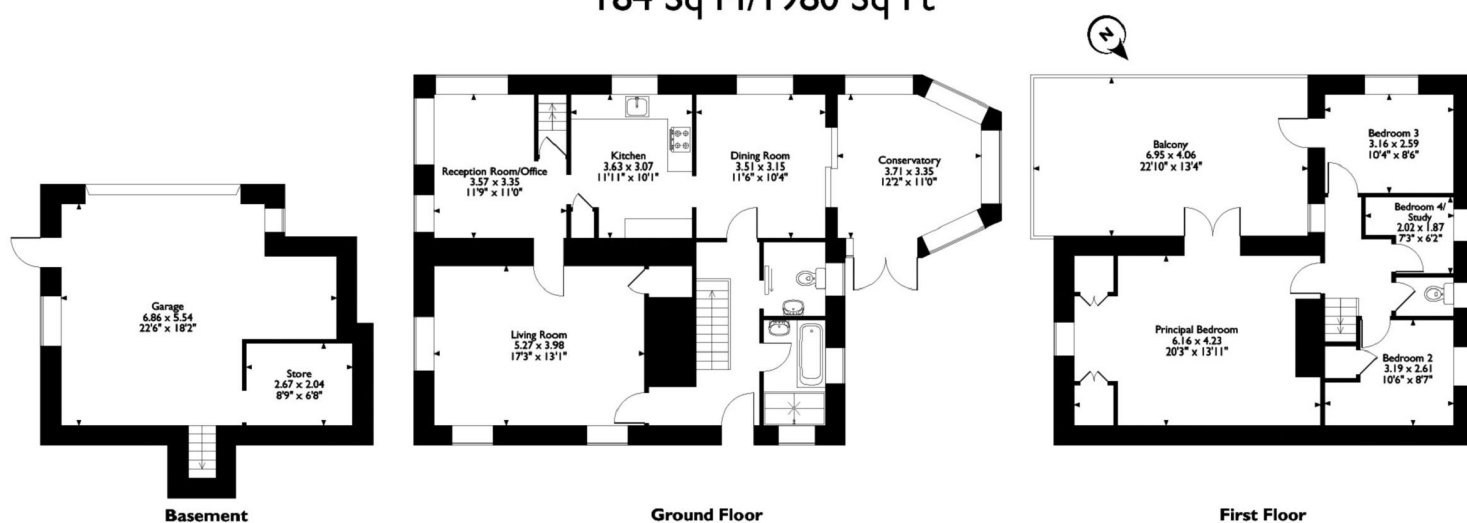 184 Sq M/1980 Sq Ft
N
Reception Room/Office
3.57 x 3.35
11'9" x 11'0"
Kitchen
3.63 x 3.07
11'11" x 10'1"
Dining Room
3.51 x 3.15
11'6" x 10'4"
Conservatory
3.71 x 3.35
12'2" x 11'0"
Balcony
6.95 x 4.06
22'10" x 13'4"
Bedroom 3
3.16 x 2.59
10'4" x 8'6"
Bedroom 4/
Study
2.02 x 1.87
7'3" x 6'2"
Garage
6.86 x 5.54
22'6" x 18'2"
Store
2.67 x 2.04
8'9" x 6'8"
Living Room
5.27 x 3.98
17'3" x 13'1"
Principal Bedroom
6.16 x 4.23
20'3" x 13'11"
Bedroom 2
3.19 x 2.61
10'6" x 8'7"
Basement
Ground Floor
First Floor